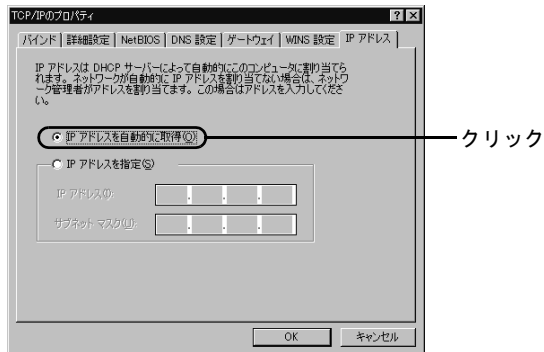 TCP/IPのプロパティ
バインド 詳細設定 NetBIOS DNS 設定 ゲートウェイ WINS 設定 IP アドレス
IP アドレスは DHCP サーバーによって自動的にこのコンピュータに割り当てら
れます。ネットワークが自動的に IP アドレスを割り当てない場合は、ネットワ
ーク管理者がアドレスを割り当てます。この場合はアドレスを入力してくださ
い。
IP アドレスを自動的に取得(O)
クリック
IP アドレスを指定(S)
IP アドレス(I):
サブネット マスク(U):
OK キャンセル